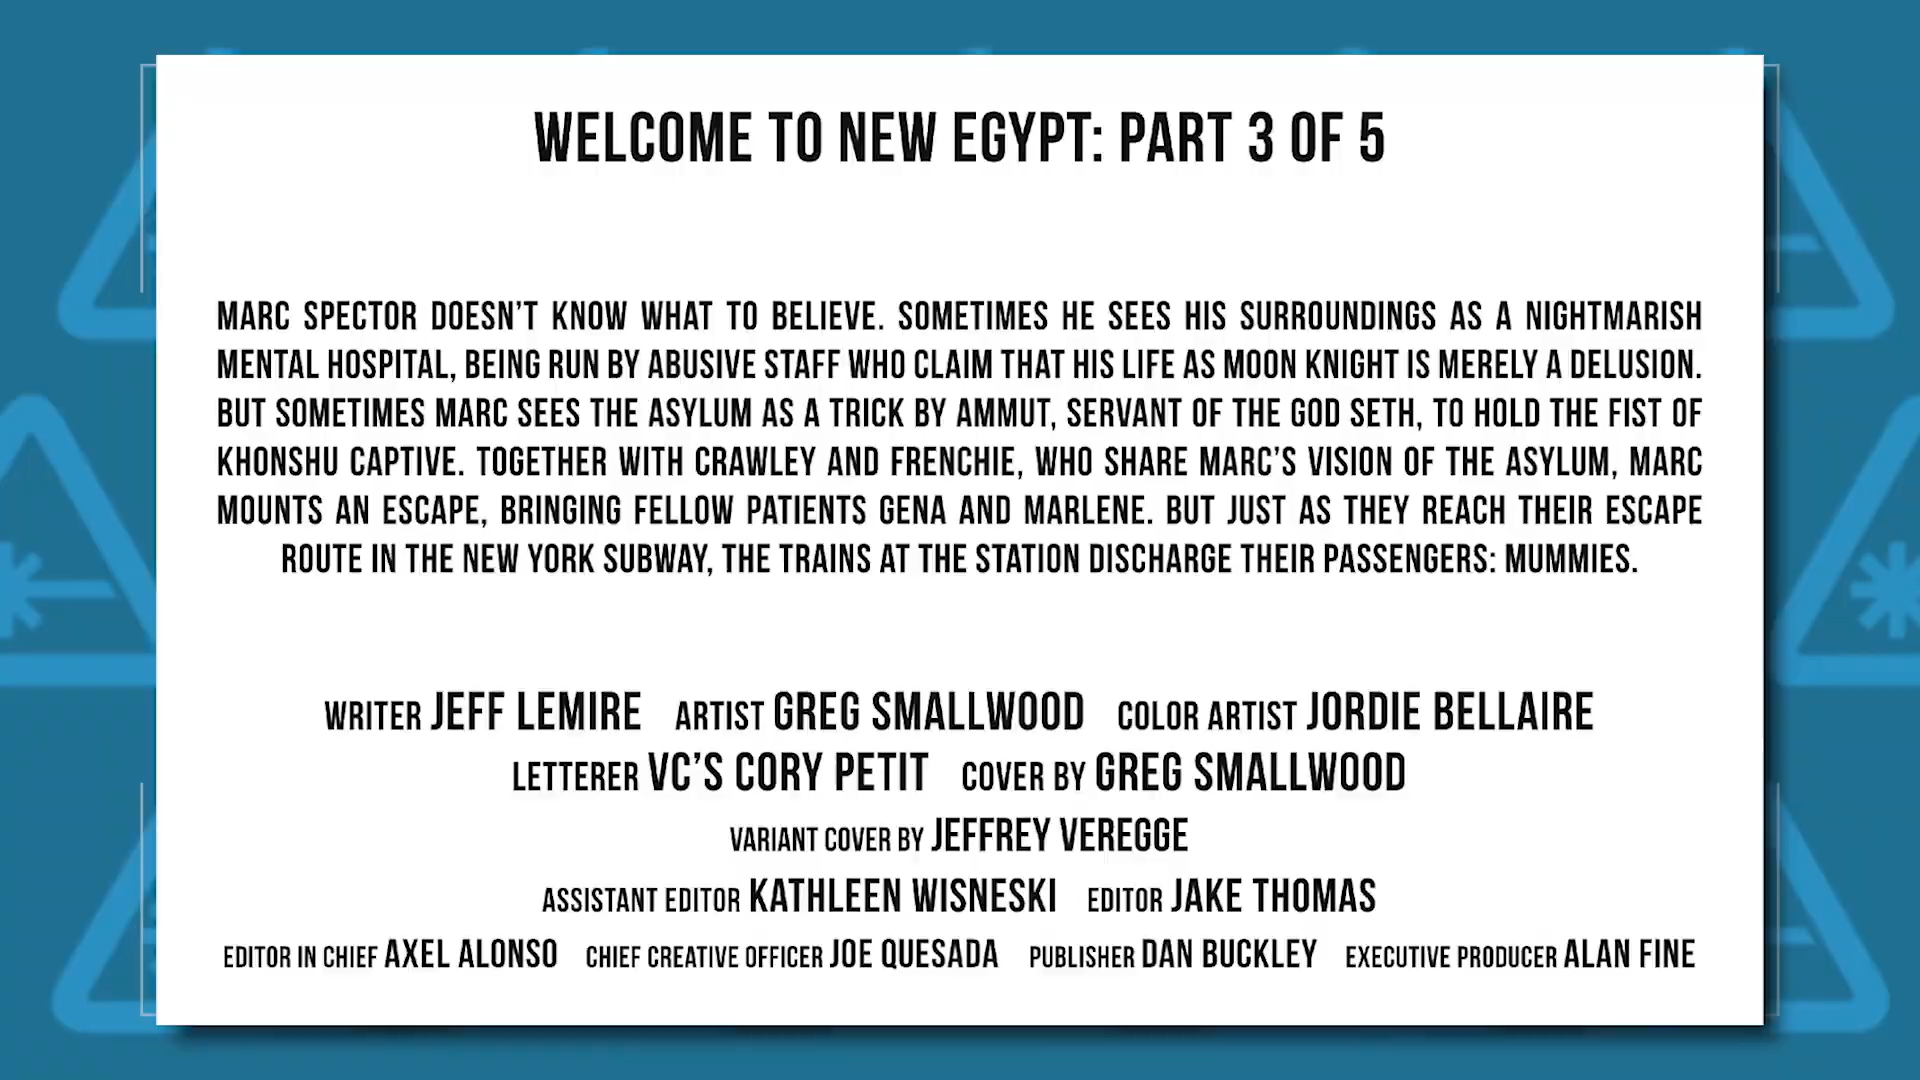 WELCOME TO NEW EGYPT: PART 3 OF 5
MARC SPECTOR DOESN'T KNOW WHAT TO BELIEVE. SOMETIMES HE SEES HIS SURROUNDINGS AS A NIGHTMARISH
MENTAL HOSPITAL, BEING RUN BY ABUSIVE STAFF WHO CLAIM THAT HIS LIFE AS MOON KNIGHT IS MERELY A DELUSION.
BUT SOMETIMES MARC SEES THE ASYLUM AS A TRICK BY AMMUT, SERVANT OF THE GOD SETH, TO HOLD THE FIST OF
KHONSHU CAPTIVE. TOGETHER WITH CRAWLEY AND FRENCHIE, WHO SHARE MARC'S VISION OF THE ASYLUM, MARC
MOUNTS AN ESCAPE, BRINGING FELLOW PATIENTS GENA AND MARLENE. BUT JUST AS THEY REACH THEIR ESCAPE
ROUTE IN THE NEW YORK SUBWAY, THE TRAINS AT THE STATION DISCHARGE THEIR PASSENGERS: MUMMIES.
WRITER JEFF LEMIRE ARTIST GREG SMALLWOOD COLOR ARTIST JORDIE BELLAIRE
LETTERER VC'S CORY PETIT COVER BY GREG SMALLWOOD
VARIANT COVER BY JEFFREY VEREGGE
ASSISTANT EDITOR KATHLEEN WISNESKI EDITOR JAKE THOMAS
EDITOR IN CHIEF AXEL ALONSO CHIEF CREATIVE OFFICER JOE QUESADA PUBLISHER DAN BUCKLEY EXECUTIVE PRODUCER ALAN FINE